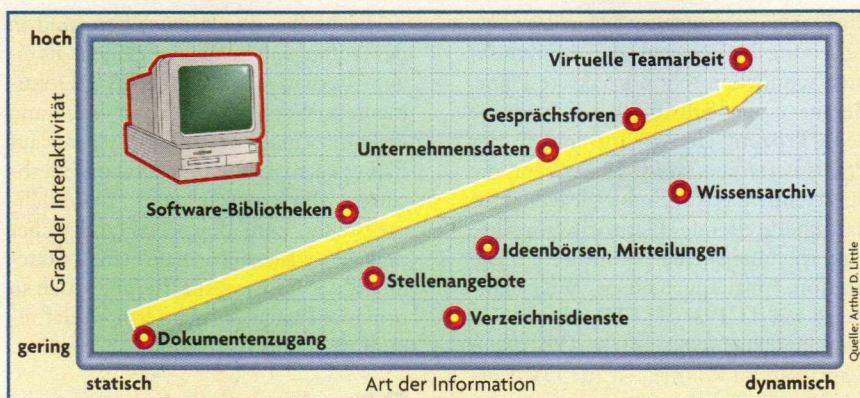 hoch
Virtuelle Teamarbeit
Gesprächsforen
Unternehmensdaten
Wissensarchiv
Software-Bibliotheken
Ideenbörsen, Mitteilungen
Stellenangebote
Verzeichnisdienste
Dokumentenzugang
gering
Grad der Interaktivität
statisch
Art der Information
dynamisch
Quelle: Arthur D. Little